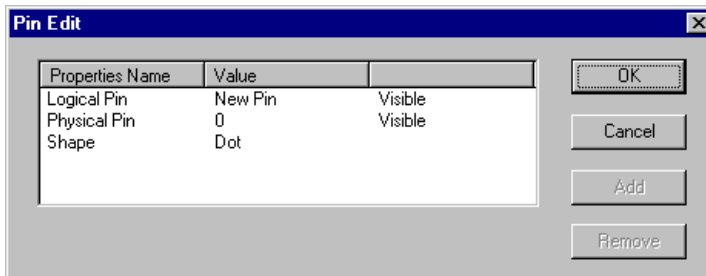 Pin Edit
Properties Name Value
Logical Pin New Pin Visible
Physical Pin 0 Visible
Shape Dot
OK
Cancel
Add
Remove